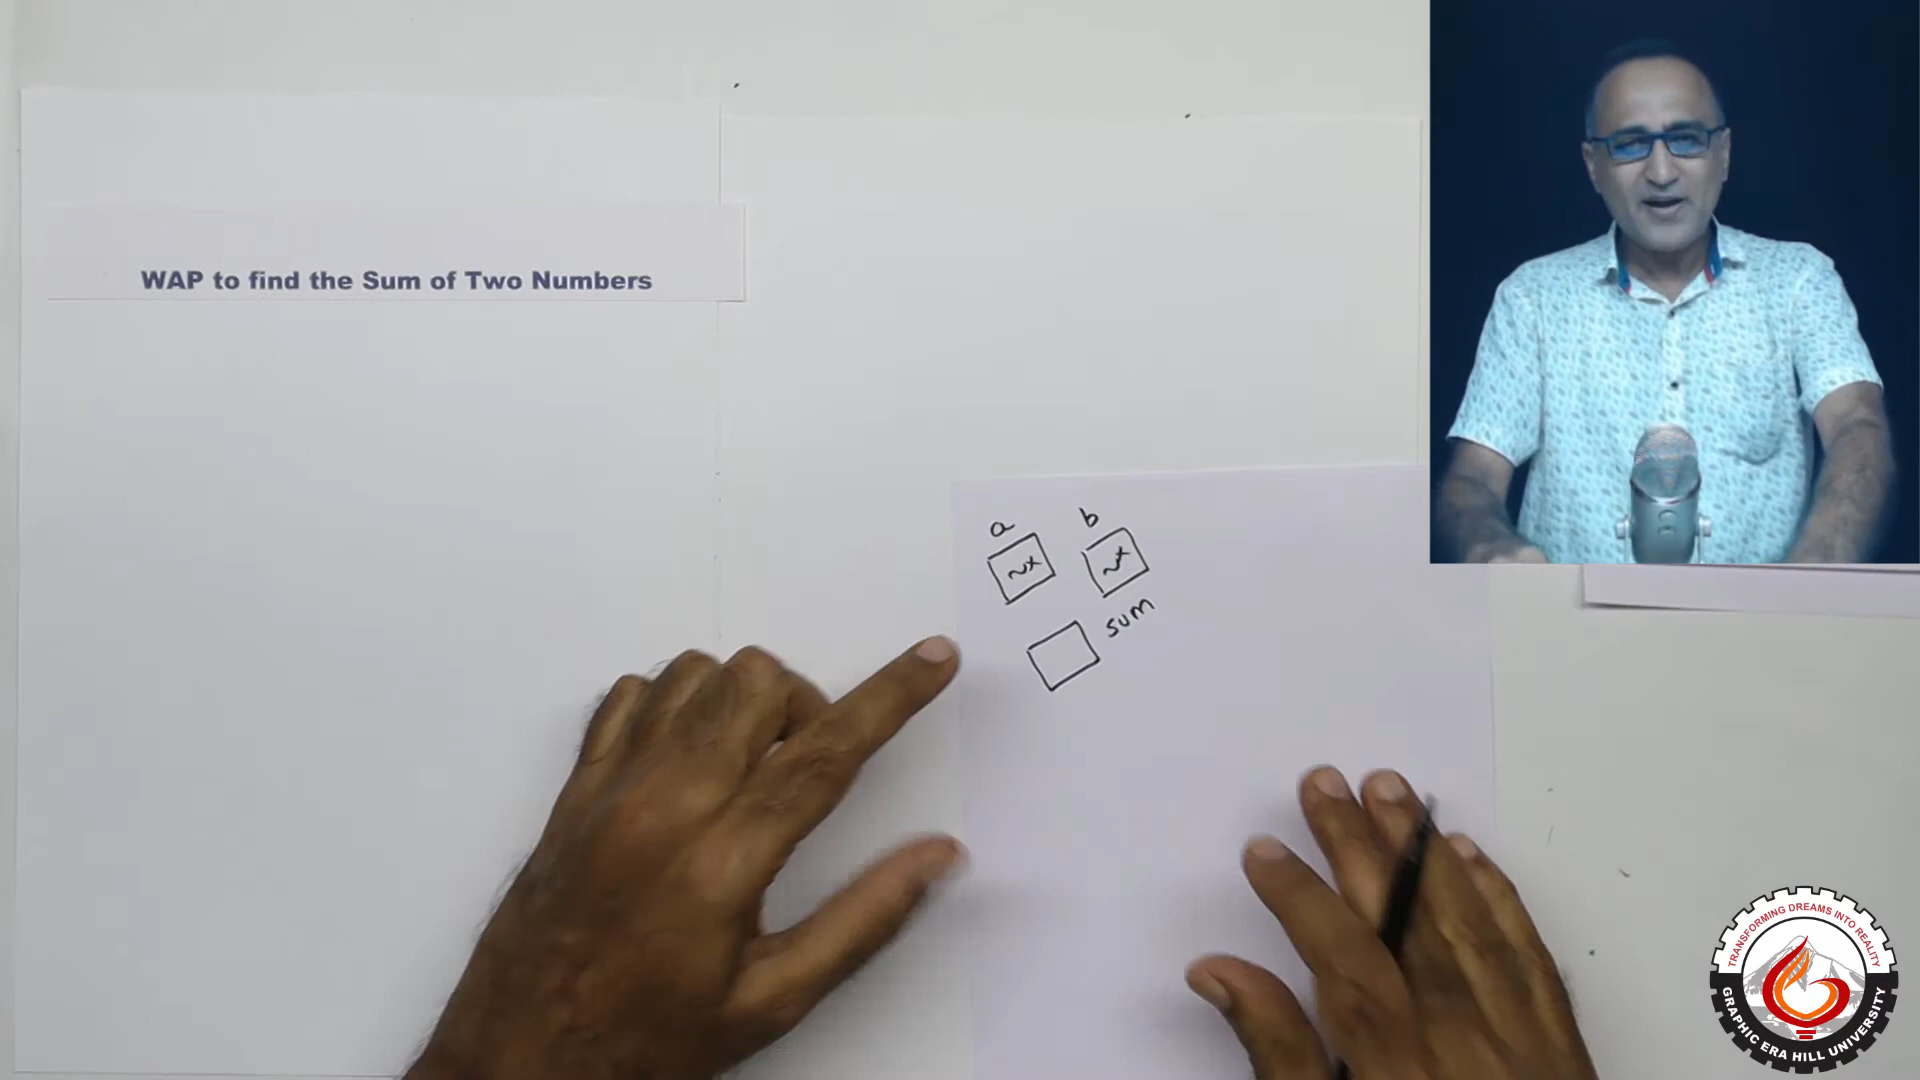 WAP to find the Sum of Two Numbers
a
b
sum
TRANSFORMING DREAMS INTO REALITY
GRAPHIC ERA HILL UNIVERSITY